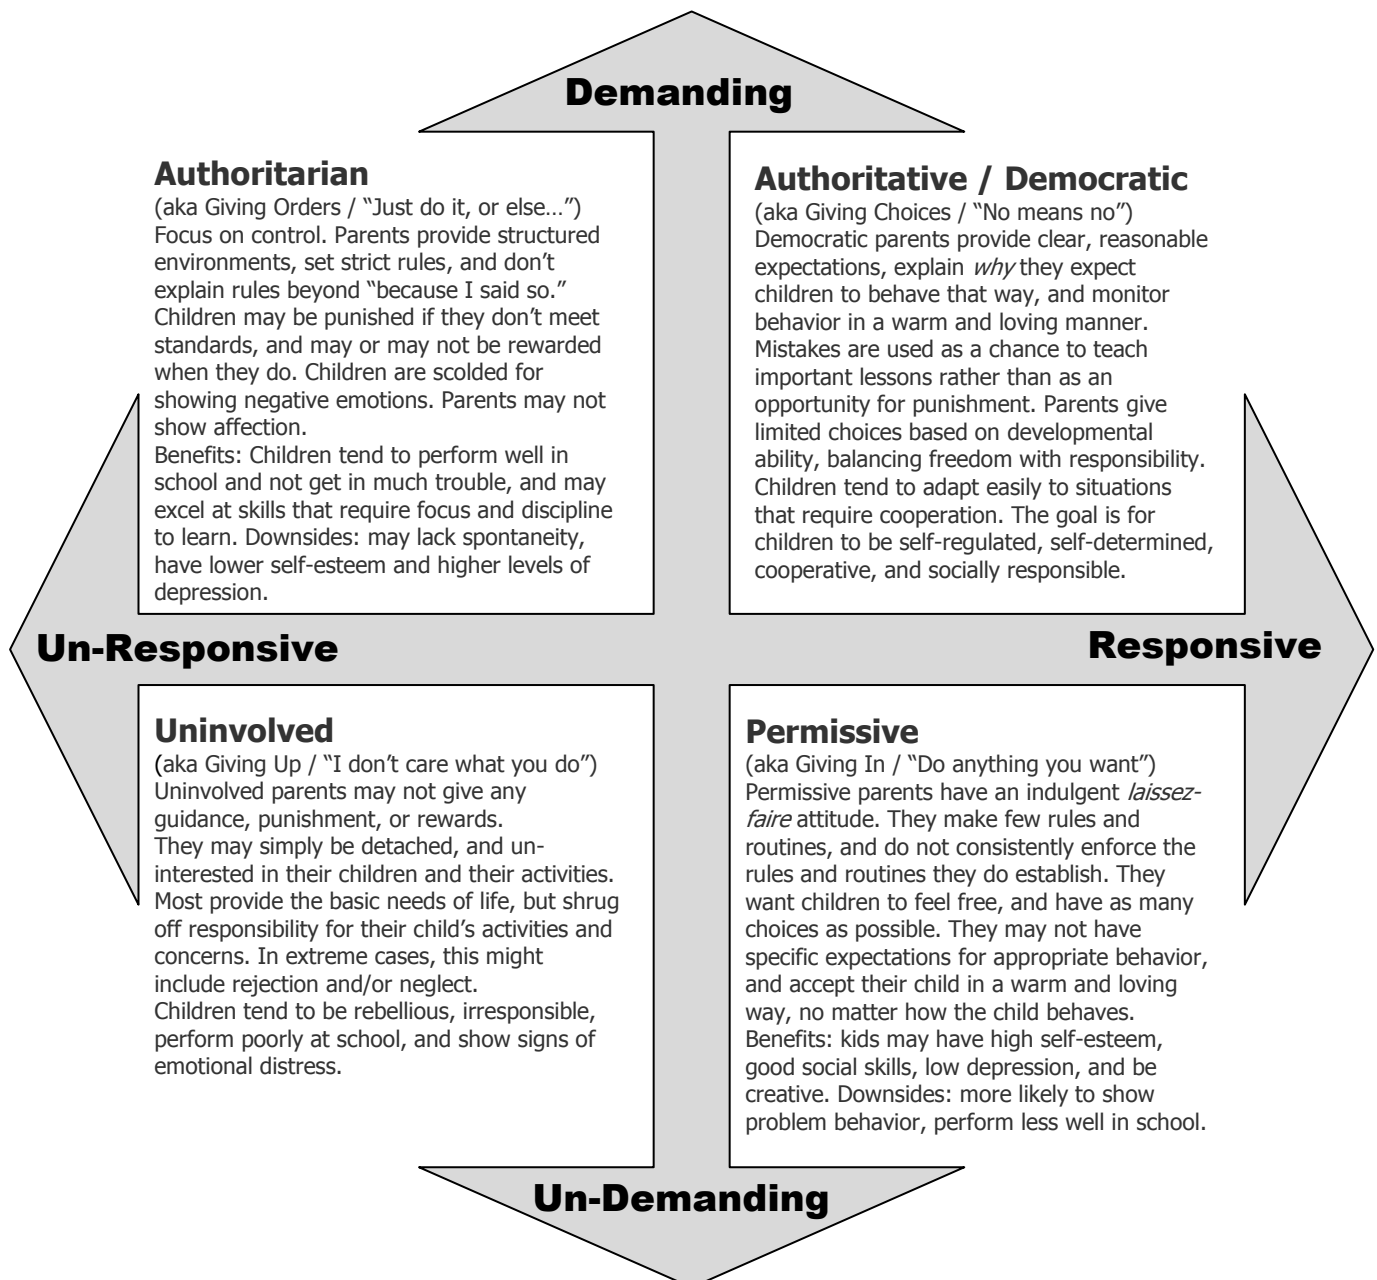 Demanding
Authoritarian
(aka Giving Orders / “Just do it, or else…”)
Focus on control. Parents provide structured
environments, set strict rules, and don’t
explain rules beyond “because I said so.”
Children may be punished if they don’t meet
standards, and may or may not be rewarded
when they do. Children are scolded for
showing negative emotions. Parents may not
show affection.
Benefits: Children tend to perform well in
school and not get in much trouble, and may
excel at skills that require focus and discipline
to learn. Downsides: may lack spontaneity,
have lower self-esteem and higher levels of
depression.
Authoritative / Democratic
(aka Giving Choices / “No means no”)
Democratic parents provide clear, reasonable
expectations, explain why they expect
children to behave that way, and monitor
behavior in a warm and loving manner.
Mistakes are used as a chance to teach
important lessons rather than as an
opportunity for punishment. Parents give
limited choices based on developmental
ability, balancing freedom with responsibility.
Children tend to adapt easily to situations
that require cooperation. The goal is for
children to be self-regulated, self-determined,
cooperative, and socially responsible.
Un-Responsive
Responsive
Uninvolved
(aka Giving Up / “I don’t care what you do”)
Uninvolved parents may not give any
guidance, punishment, or rewards.
They may simply be detached, and un-
interested in their children and their activities.
Most provide the basic needs of life, but shrug
off responsibility for their child’s activities and
concerns. In extreme cases, this might
include rejection and/or neglect.
Children tend to be rebellious, irresponsible,
perform poorly at school, and show signs of
emotional distress.
Permissive
(aka Giving In / “Do anything you want”)
Permissive parents have an indulgent laissez-
faire attitude. They make few rules and
routines, and do not consistently enforce the
rules and routines they do establish. They
want children to feel free, and have as many
choices as possible. They may not have
specific expectations for appropriate behavior,
and accept their child in a warm and loving
way, no matter how the child behaves.
Benefits: kids may have high self-esteem,
good social skills, low depression, and be
creative. Downsides: more likely to show
problem behavior, perform less well in school.
Un-Demanding